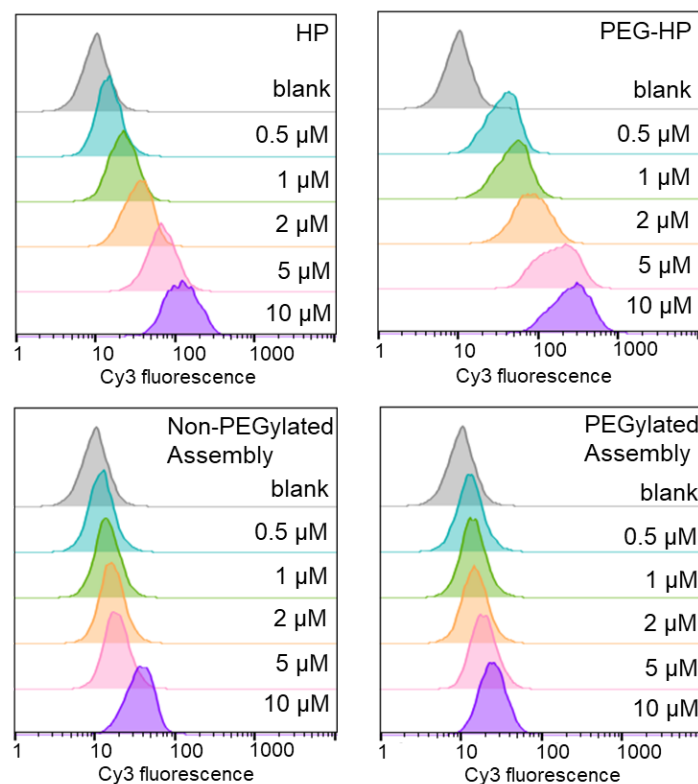 HP
blank
0.5 µM
1 µM
2 µM
5 µM
10 µM
1 10 100 1000
Cy3 fluorescence
PEG-HP
blank
0.5 µM
1 µM
2 µM
5 µM
10 µM
1 10 100 1000
Cy3 fluorescence
Non-PEGylated
Assembly
blank
0.5 µM
1 µM
2 µM
5 µM
10 µM
1 10 100 1000
Cy3 fluorescence
PEGylated
Assembly
blank
0.5 µM
1 µM
2 µM
5 µM
10 µM
1 10 100 1000
Cy3 fluorescence